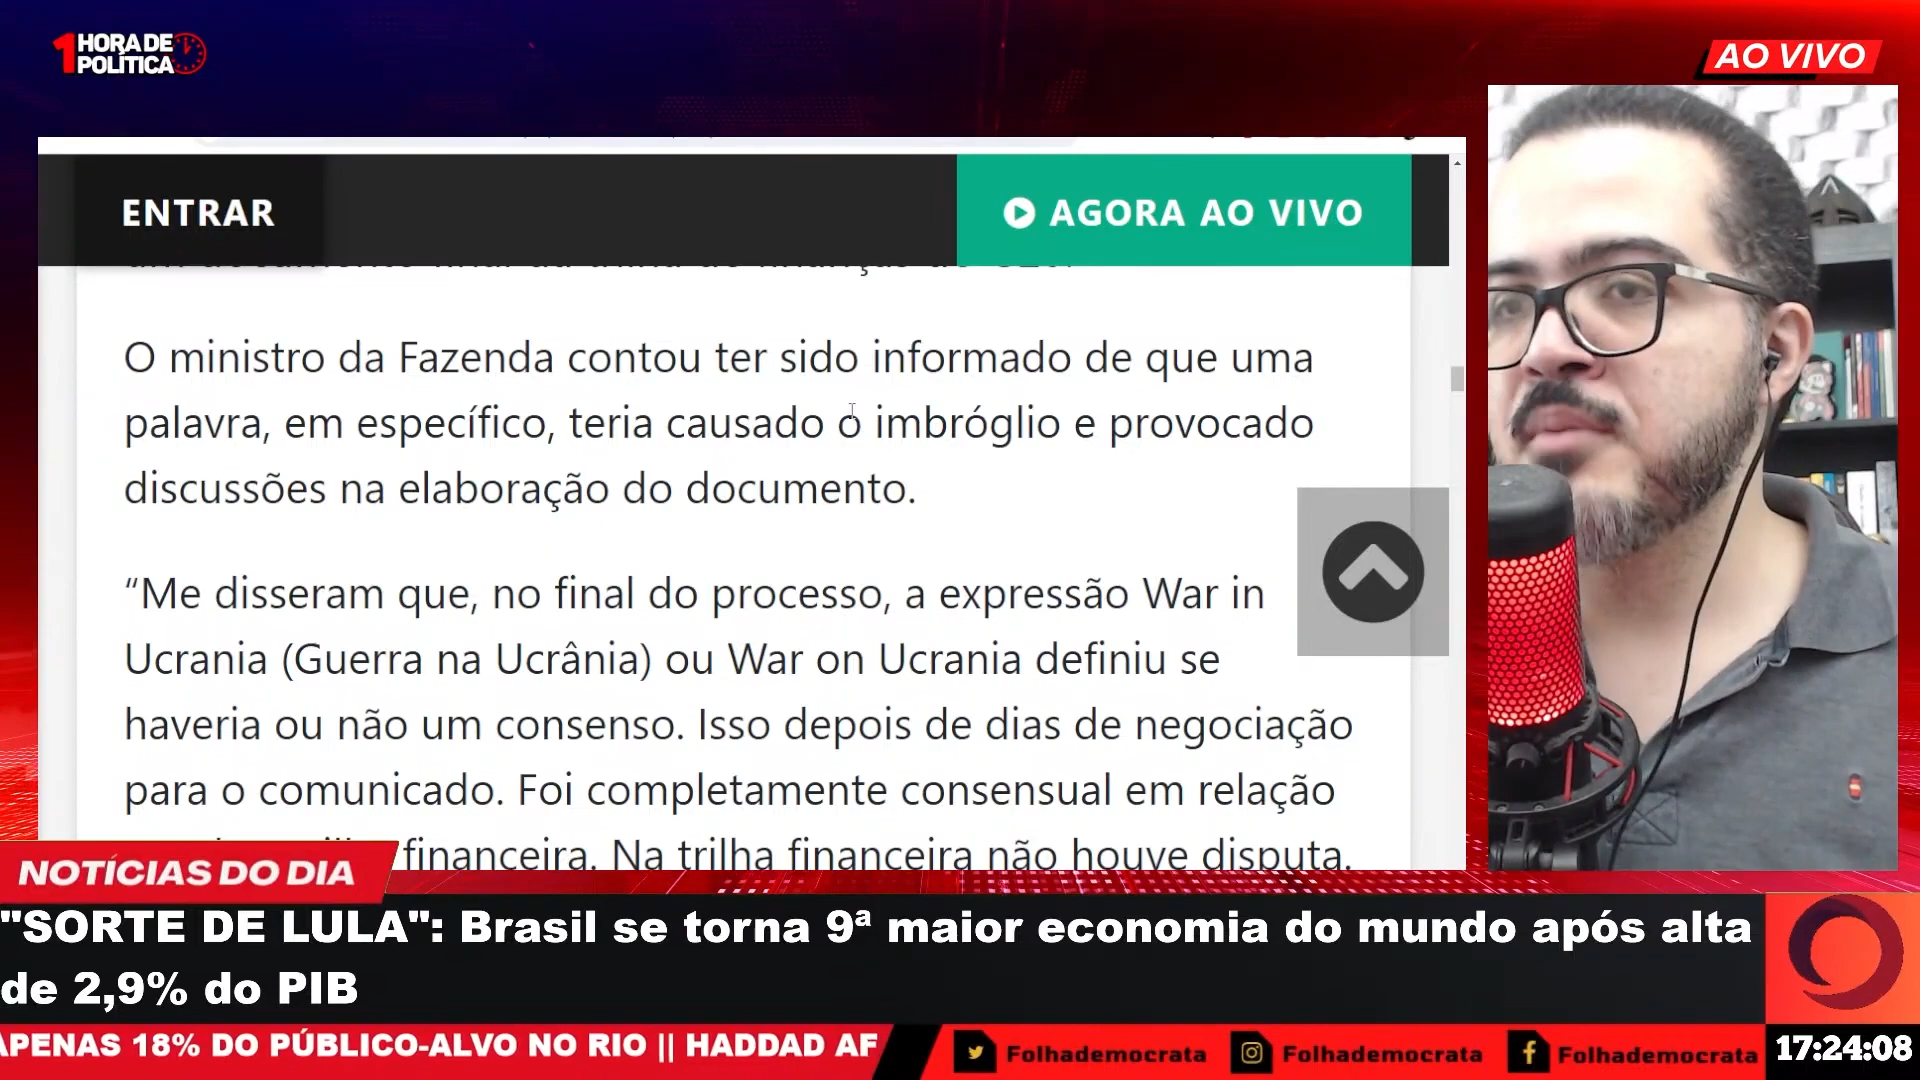 1 HORA DE
POLÍTICA
AO VIVO
ENTRAR
AGORA AO VIVO
O ministro da Fazenda contou ter sido informado de que uma
palavra, em específico, teria causado o imbróglio e provocado
discussões na elaboração do documento.
“Me disseram que, no final do processo, a expressão War in
Ucrania (Guerra na Ucrânia) ou War on Ucrania definiu se
haveria ou não um consenso. Isso depois de dias de negociação
para o comunicado. Foi completamente consensual em relação
financeira. Na trilha financeira não houve disputa.
NOTÍCIAS DO DIA
"SORTE DE LULA": Brasil se torna 9ª maior economia do mundo após alta
de 2,9% do PIB
APENAS 18% DO PÚBLICO-ALVO NO RIO || HADDAD AF
Folhademocrata
Folhademocrata
Folhademocrata
17:24:08